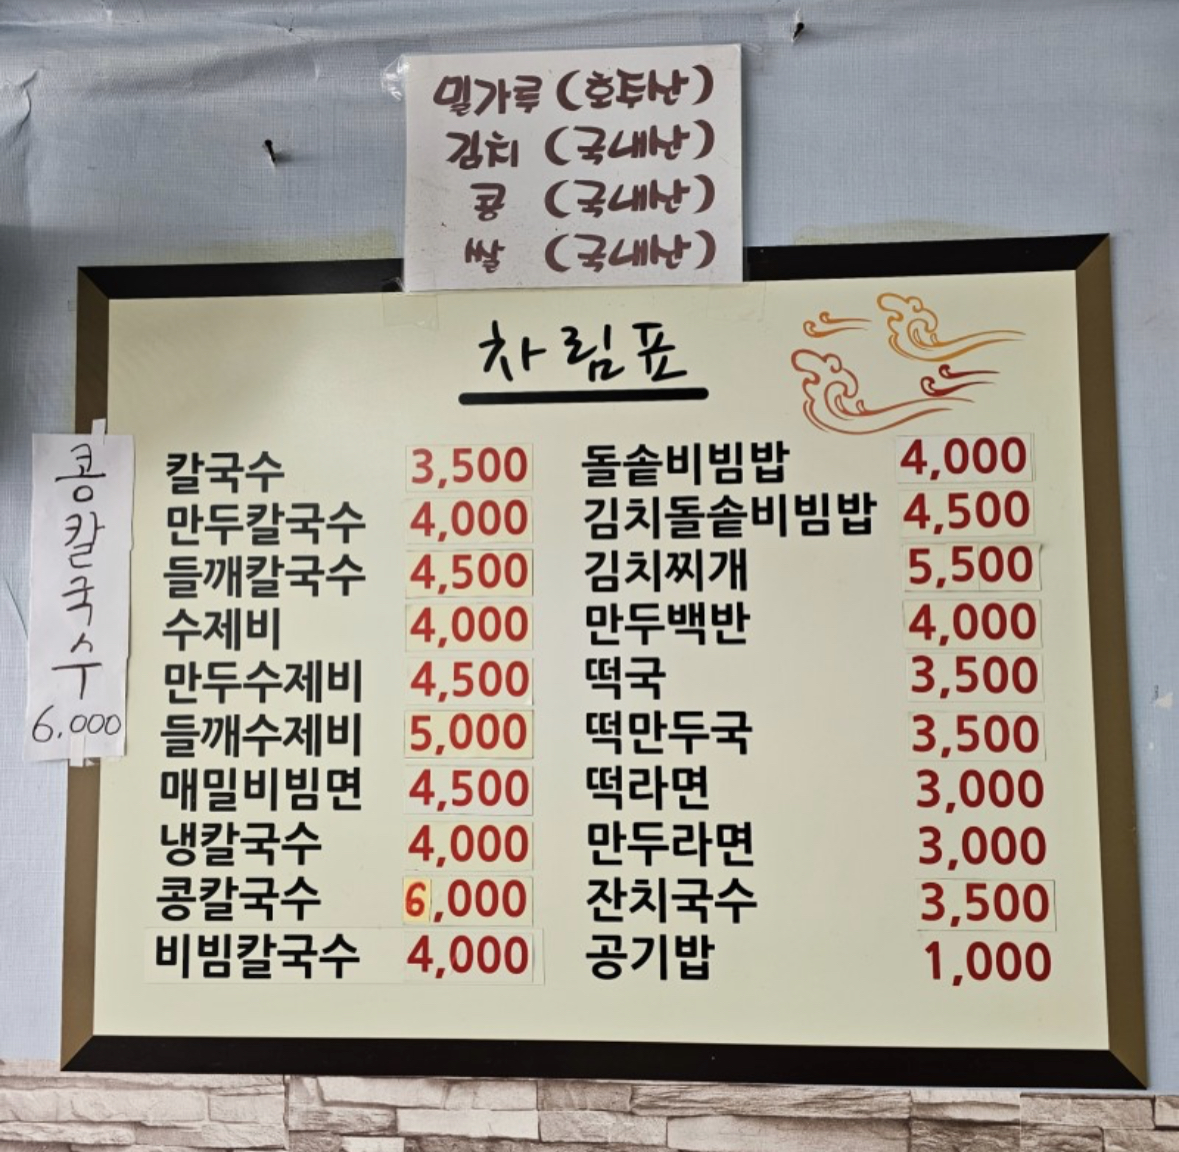 밀가루 (호주산)
김치 (국내산)
콩 (국내산)
쌀 (국내산)
차림표
콩칼국수
6.000
칼국수 3,500
만두칼국수 4,000
들깨칼국수 4,500
수제비 4,000
만두수제비 4,500
들깨수제비 5,000
매밀비빔면 4,500
냉칼국수 4,000
콩칼국수 6,000
비빔칼국수 4,000
돌솥비빔밥 4,000
김치돌솥비빔밥 4,500
김치찌개 5,500
만두백반 4,000
떡국 3,500
떡만두국 3,500
떡라면 3,000
만두라면 3,000
잔치국수 3,500
공기밥 1,000